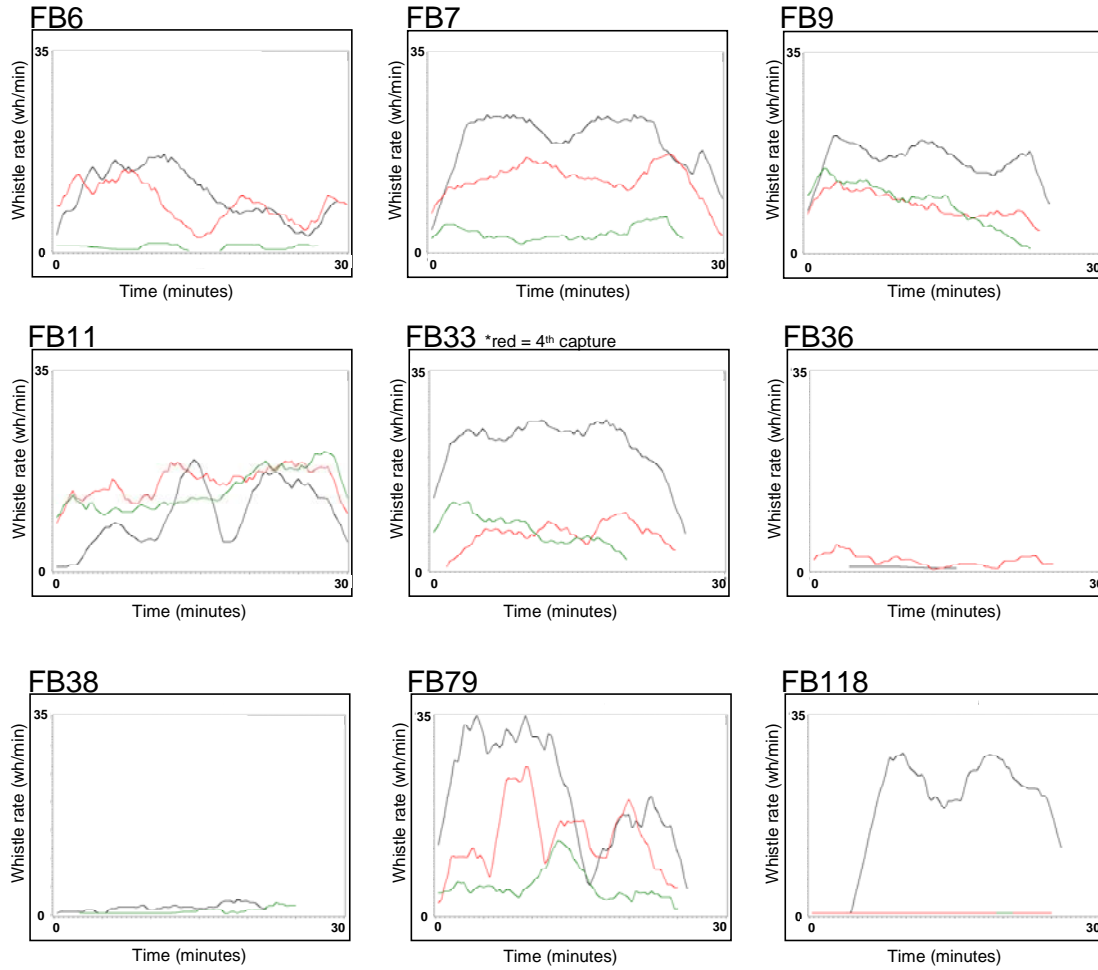 FB6
35
Whistle rate (wh/min)
0
0
30
Time (minutes)
FB7
35
Whistle rate (wh/min)
0
0
30
Time (minutes)
FB9
35
Whistle rate (wh/min)
0
0
30
Time (minutes)
FB11
35
Whistle rate (wh/min)
0
0
30
Time (minutes)
FB33 *red = 4th capture
35
Whistle rate (wh/min)
0
0
30
Time (minutes)
FB36
35
Whistle rate (wh/min)
0
0
30
Time (minutes)
FB38
35
Whistle rate (wh/min)
0
0
30
Time (minutes)
FB79
35
Whistle rate (wh/min)
0
0
30
Time (minutes)
FB118
35
Whistle rate (wh/min)
0
0
30
Time (minutes)